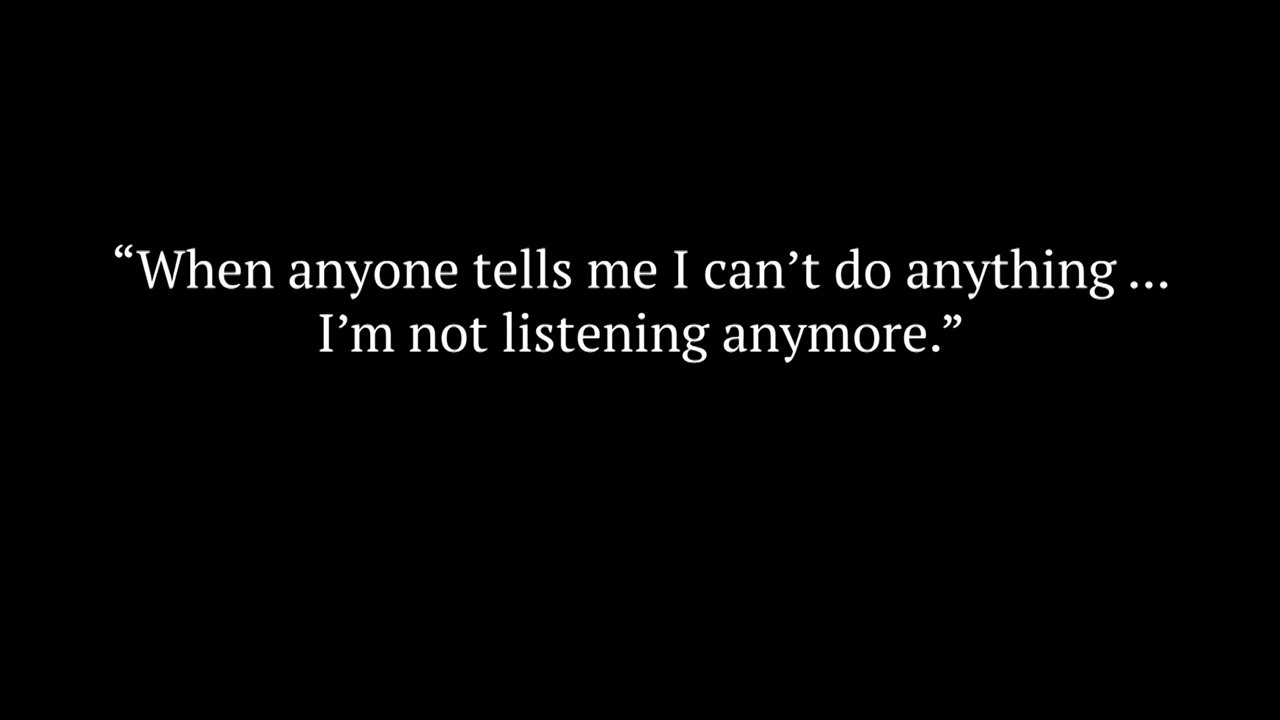 “When anyone tells me I can’t do anything ...
I’m not listening anymore.”